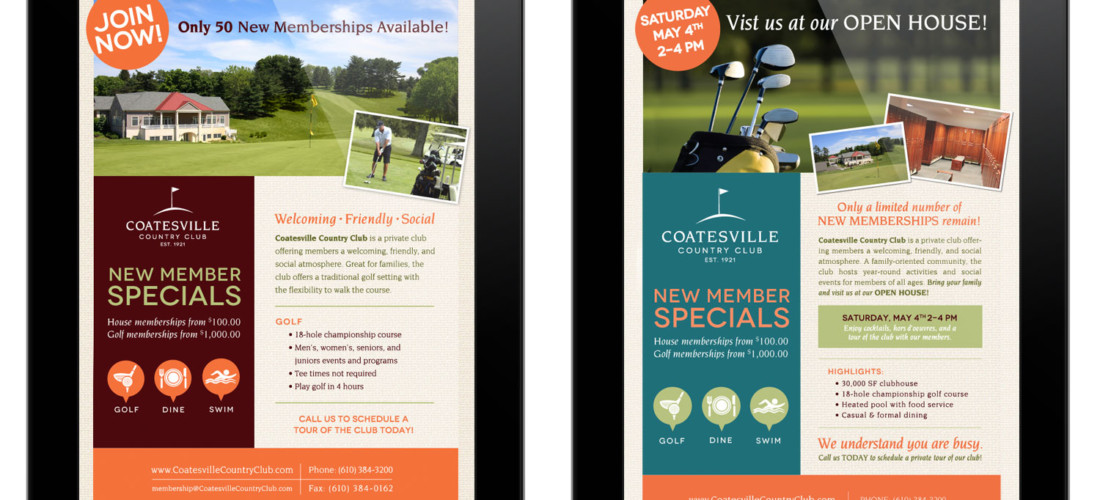 JOIN
NOW!
Only 50 New Memberships Available!
COATESVILLE
COUNTRY CLUB
EST. 1921
NEW MEMBER
SPECIALS
House memberships from $100.00
Golf memberships from $1,000.00
GOLF
DINE
SWIM
Welcoming • Friendly • Social
Coatesville Country Club is a private club
offering members a welcoming, friendly, and
social atmosphere. Great for families, the
club offers a traditional golf setting with
the flexibility to walk the course.
GOLF
• 18-hole championship course
• Men's, women's, seniors, and
juniors events and programs
• Tee times not required
• Play golf in 4 hours
CALL US TO SCHEDULE A
TOUR OF THE CLUB TODAY!
www.CoatesvilleCountryClub.com
membership@CoatesvilleCountryClub.com
Phone: (610) 384-3200
Fax: (610) 384-0162
SATURDAY
MAY 4TH
2-4 PM
Vist us at our OPEN HOUSE!
COATESVILLE
COUNTRY CLUB
EST. 1921
NEW MEMBER
SPECIALS
House memberships from $100.00
Golf memberships from $1,000.00
GOLF
DINE
SWIM
Only a limited number of
NEW MEMBERSHIPS remain!
Coatesville Country Club is a private club offer-
ing members a welcoming, friendly, and social
atmosphere. A family-oriented community, the
club hosts year-round activities and social
events for members of all ages. Bring your family
and visit us at our OPEN HOUSE!
SATURDAY, MAY 4TH 2-4 PM
Enjoy cocktails, hors d'oeuvres, and a
tour of the club with our members.
HIGHLIGHTS:
• 30,000 SF clubhouse
• 18-hole championship golf course
• Heated pool with food service
• Casual & formal dining
We understand you are busy.
Call us TODAY to schedule a private tour of our club!
www.CoatesvilleCountryClub.com
PHONE: (610) 384-3200